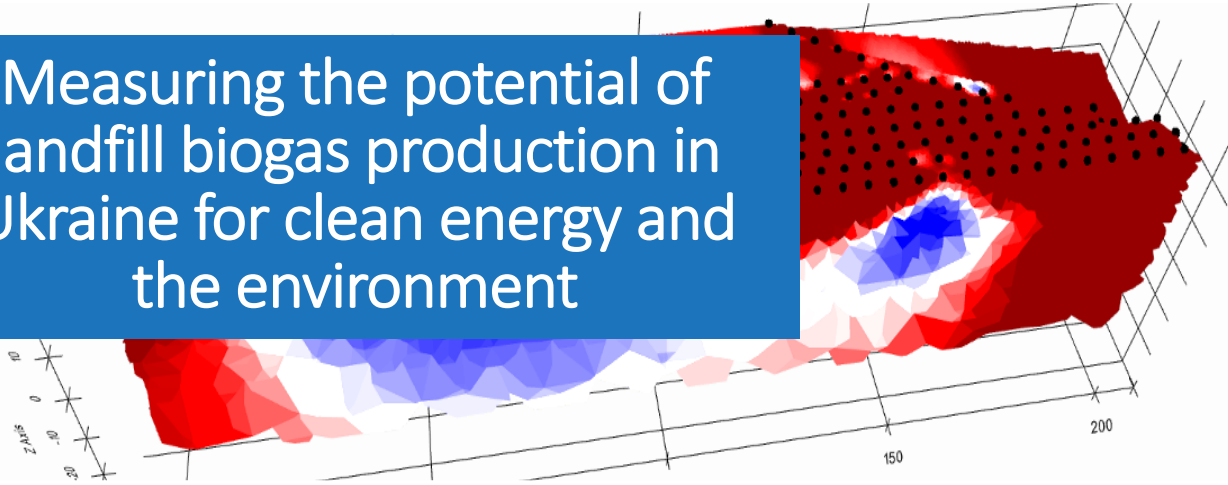 Measuring the potential of
andfill biogas production in
Ukraine for clean energy and
the environment
10
0
-10
-20
Z Axis
150
200